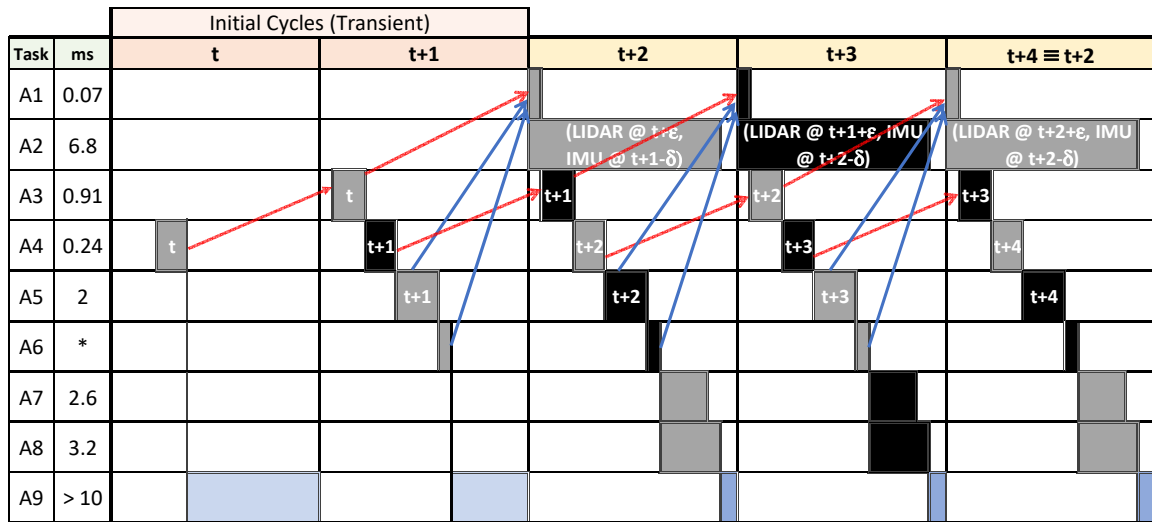 Initial Cycles (Transient)
Task ms t t+1 t+2 t+3 t+4 ≡ t+2
A1 0.07
A2 6.8 (LIDAR @ t+ε, (LIDAR @ t+1+ε, IMU (LIDAR @ t+2+ε, IMU
IMU @ t+1-δ) @ t+2-δ) @ t+2-δ)
A3 0.91 t t+1 t+2 t+3
A4 0.24 t t+1 t+2 t+3 t+4
A5 2 t+1 t+2 t+3 t+4
A6 *
A7 2.6
A8 3.2
A9 > 10